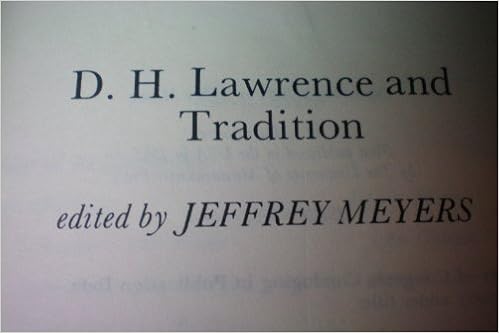 D. H. Lawrence and
Tradition
edited by JEFFREY MEYERS